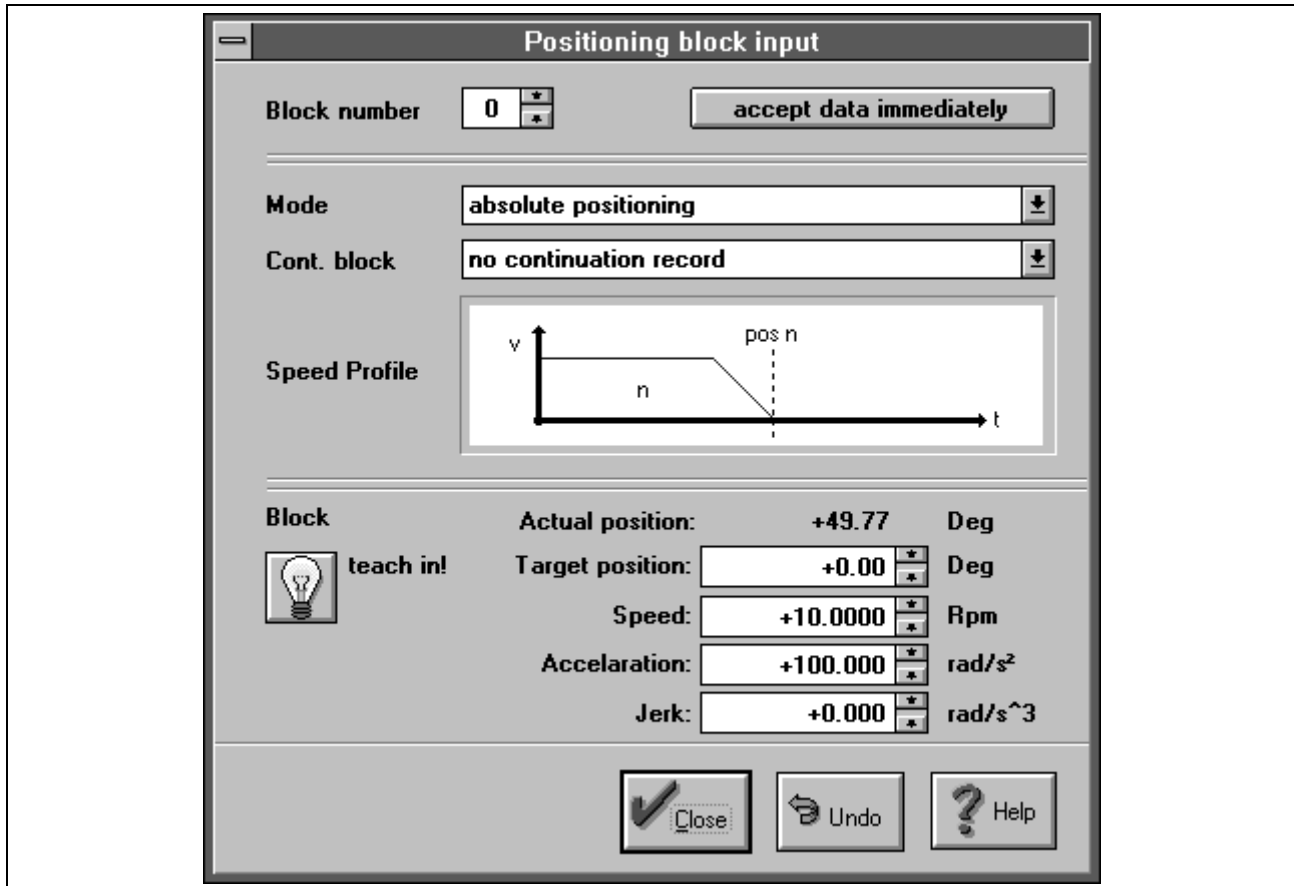 Positioning block input
Block number 0 accept data immediately
Mode absolute positioning
Cont. block no continuation record
Speed Profile
v
pos n
n
t
Block
teach in!
Actual position: +49.77 Deg
Target position: +0.00 Deg
Speed: +10.0000 Rpm
Accelaration: +100.000 rad/s²
Jerk: +0.000 rad/s^3
Close Undo Help